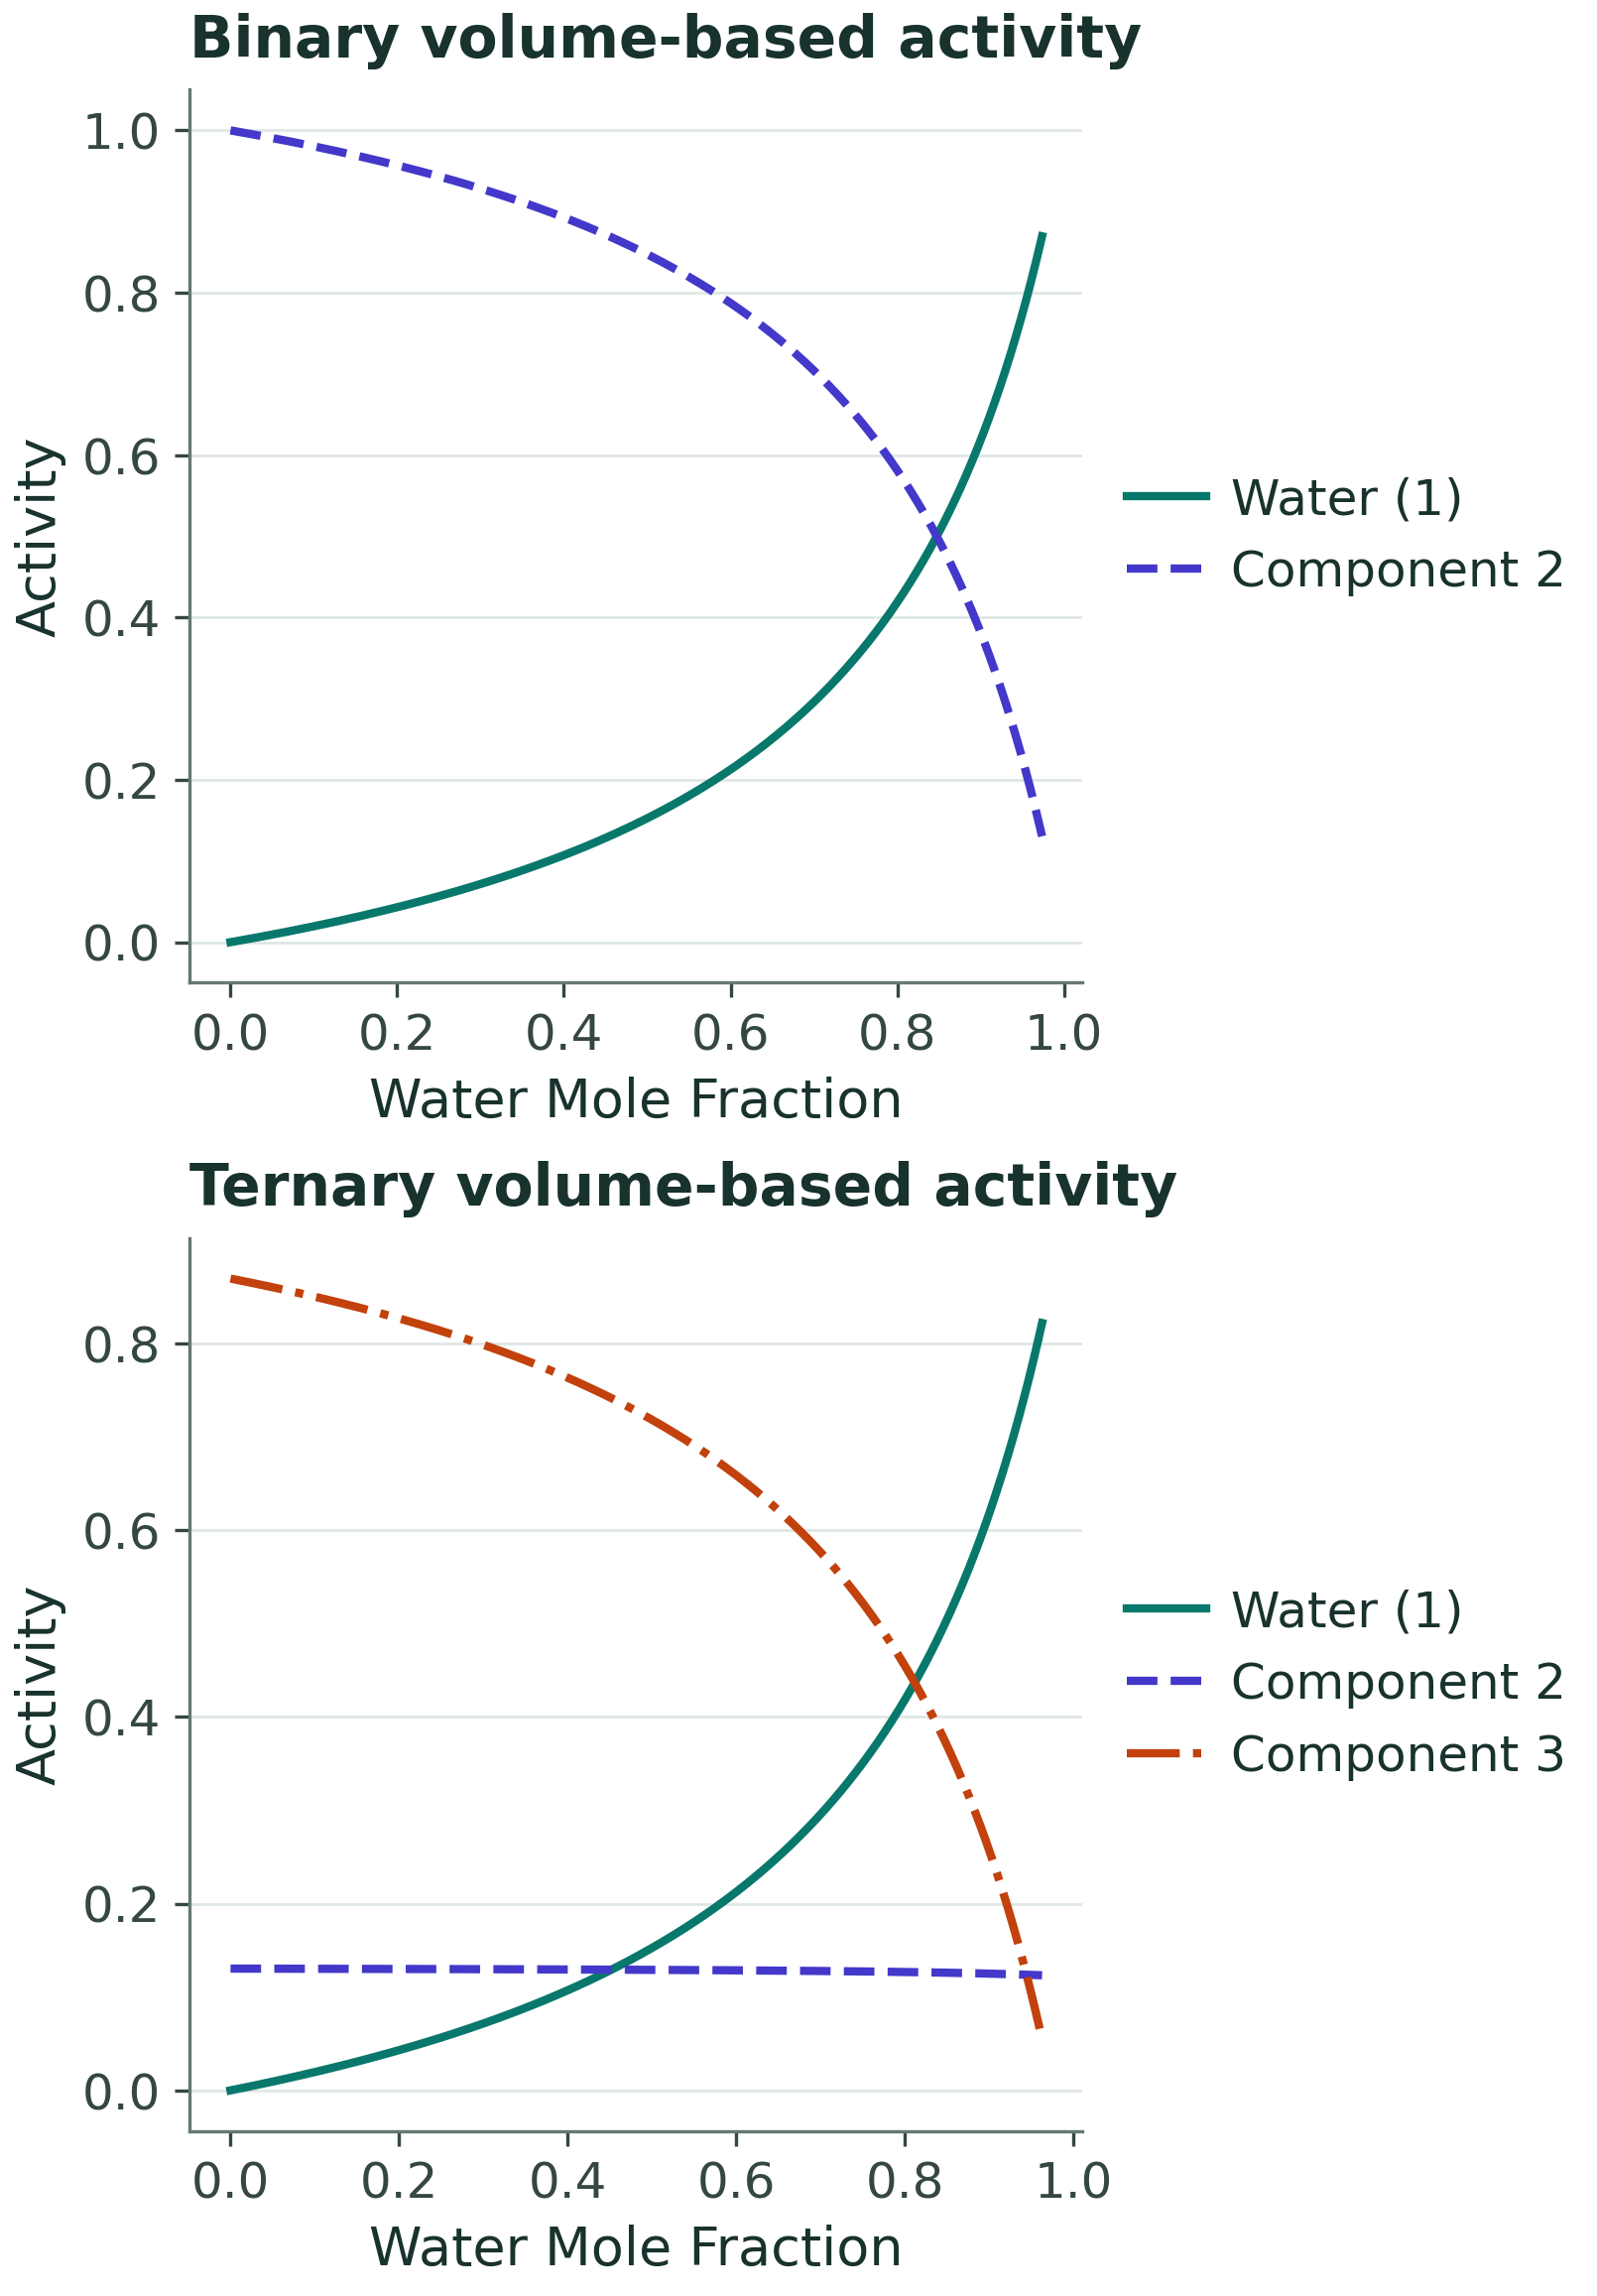 Binary volume-based activity
1.0
0.8
0.6
0.4
0.2
0.0
Activity
0.0 0.2 0.4 0.6 0.8 1.0
Water Mole Fraction
Water (1)
Component 2
Ternary volume-based activity
0.8
0.6
0.4
0.2
0.0
Activity
0.0 0.2 0.4 0.6 0.8 1.0
Water Mole Fraction
Water (1)
Component 2
Component 3